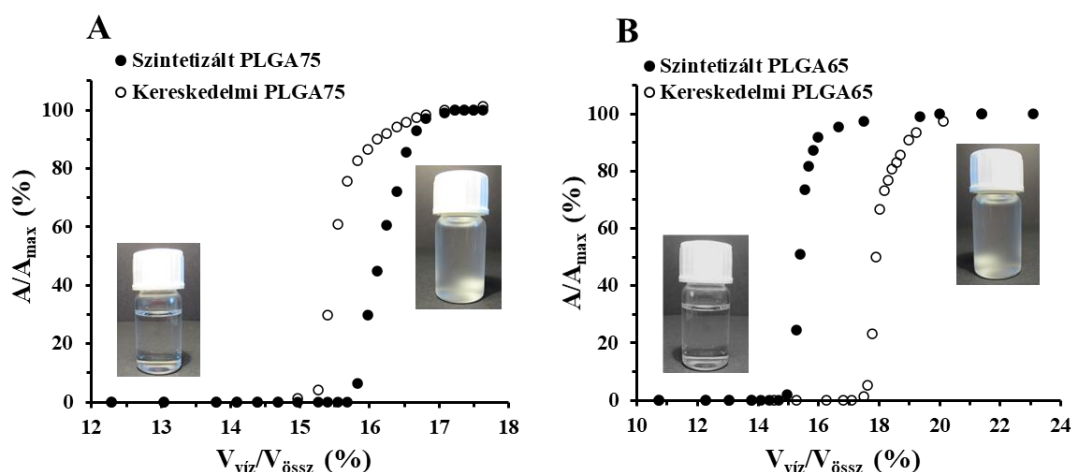 A
Szintetizált PLGA75
Kereskedelmi PLGA75
A/Amax (%)
100
80
60
40
20
0
12 13 14 15 16 17 18
Vvíz/Vössz (%)
B
Szintetizált PLGA65
Kereskedelmi PLGA65
A/Amax (%)
100
80
60
40
20
0
10 12 14 16 18 20 22 24
Vvíz/Vössz (%)